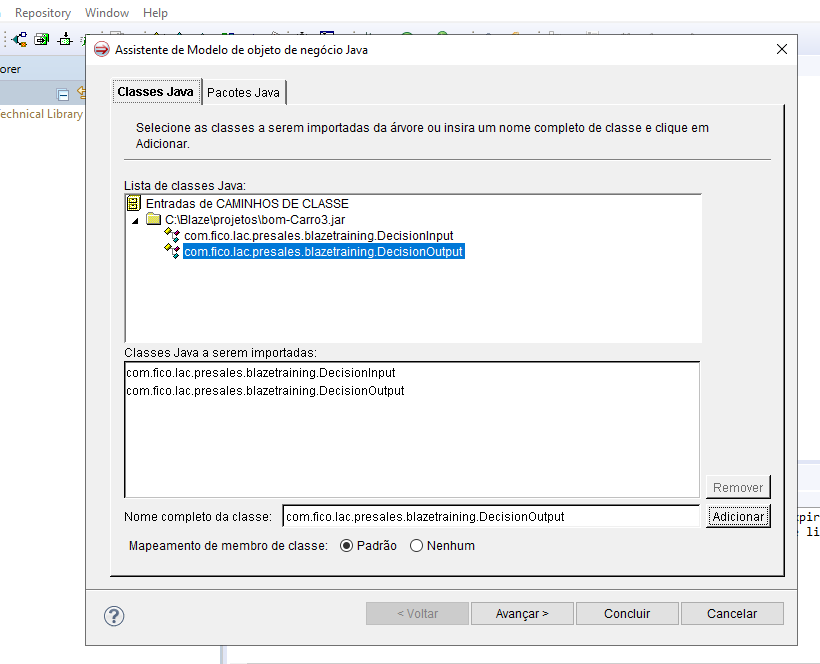 Repository Window Help
Assistente de Modelo de objeto de negócio Java
orer
Classes Java
Pacotes Java
echnical Library
Selecione as classes a serem importadas da árvore ou insira um nome completo de classe e clique em
Adicionar.
Lista de classes Java:
Entradas de CAMINHOS DE CLASSE
C:\Blaze\projetos\bom-Carro3.jar
com.fico.lac.presales.blazetraining.DecisionInput
com.fico.lac.presales.blazetraining.DecisionOutput
Classes Java a serem importadas:
com.fico.lac.presales.blazetraining.DecisionInput
com.fico.lac.presales.blazetraining.DecisionOutput
Remover
Nome completo da classe: com.fico.lac.presales.blazetraining.DecisionOutput Adicionar
xpir
li
Mapeamento de membro de classe: Padrão Nenhum
< Voltar Avançar > Concluir Cancelar